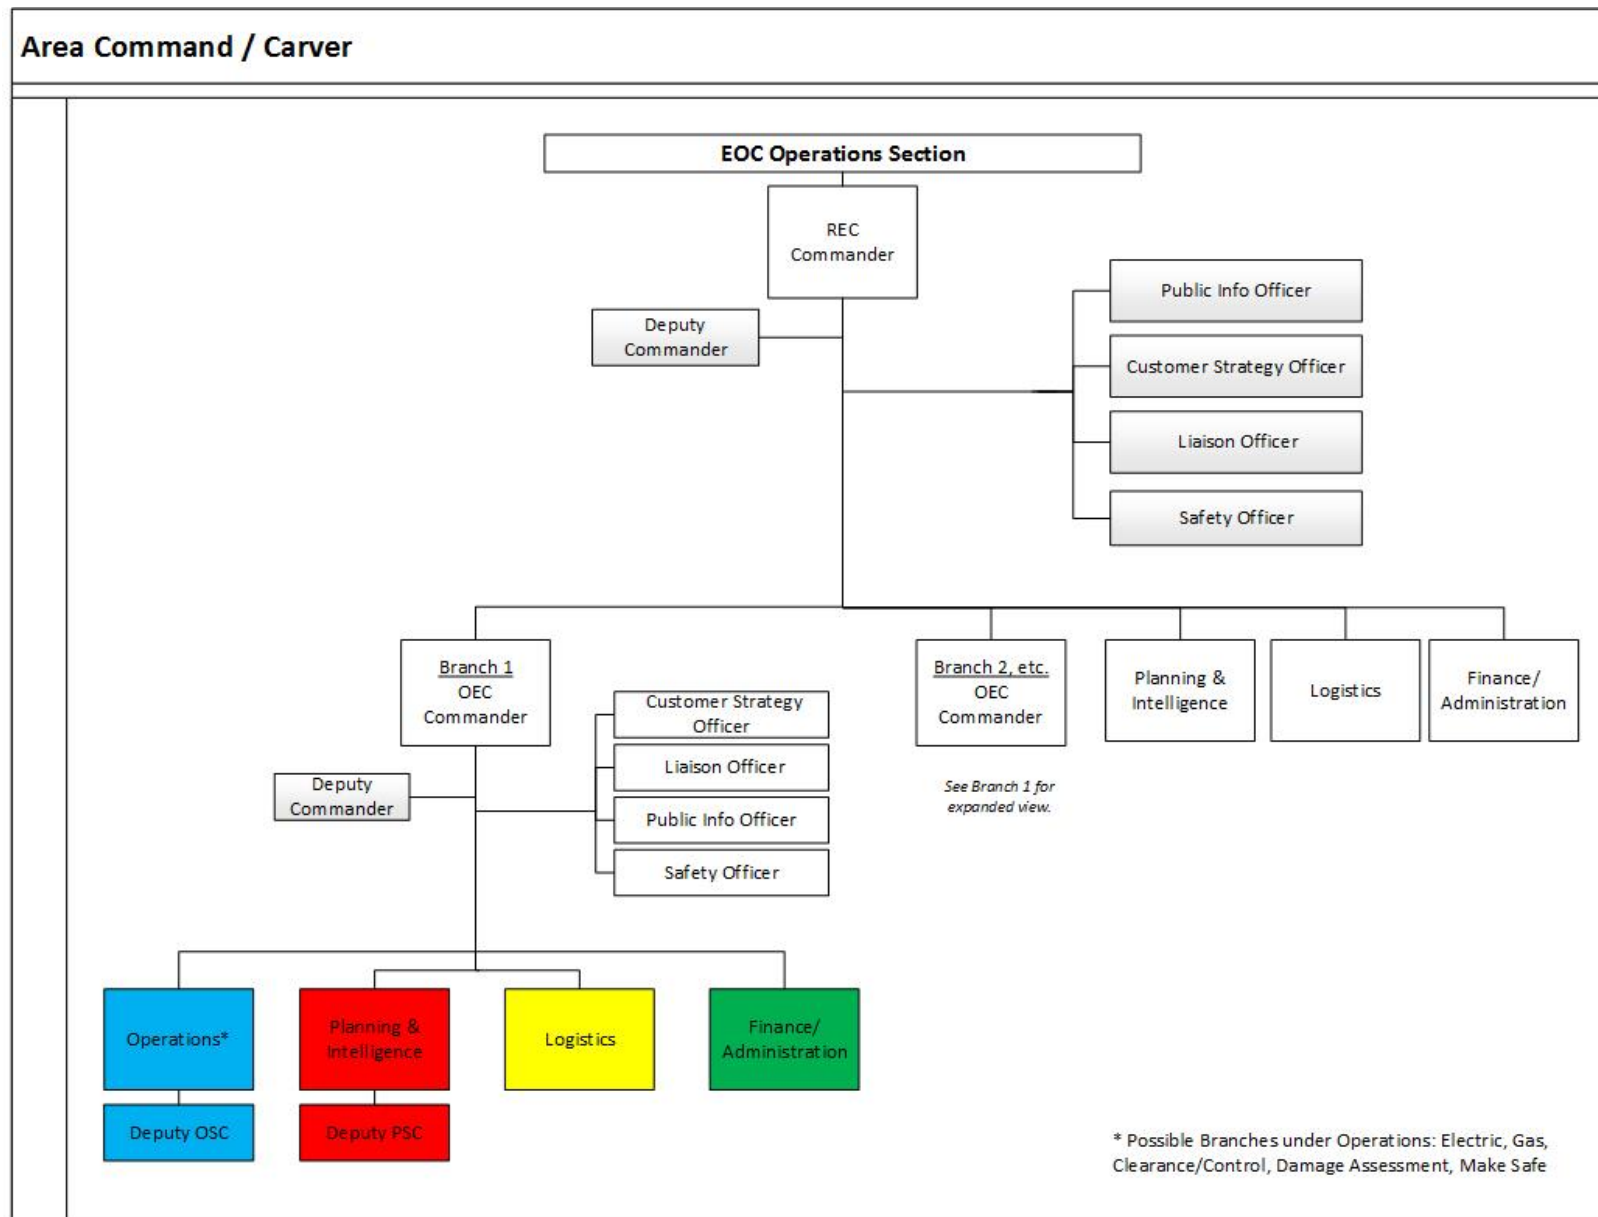 Area Command / Carver
EOC Operations Section
REC
Commander
Deputy
Commander
Public Info Officer
Customer Strategy Officer
Liaison Officer
Safety Officer
Branch 1
OEC
Commander
Branch 2, etc.
OEC
Commander
Planning &
Intelligence
Logistics
Finance/
Administration
See Branch 1 for
expanded view.
Deputy
Commander
Customer Strategy
Officer
Liaison Officer
Public Info Officer
Safety Officer
Operations*
Planning &
Intelligence
Logistics
Finance/
Administration
Deputy OSC
Deputy PSC
* Possible Branches under Operations: Electric, Gas,
Clearance/Control, Damage Assessment, Make Safe